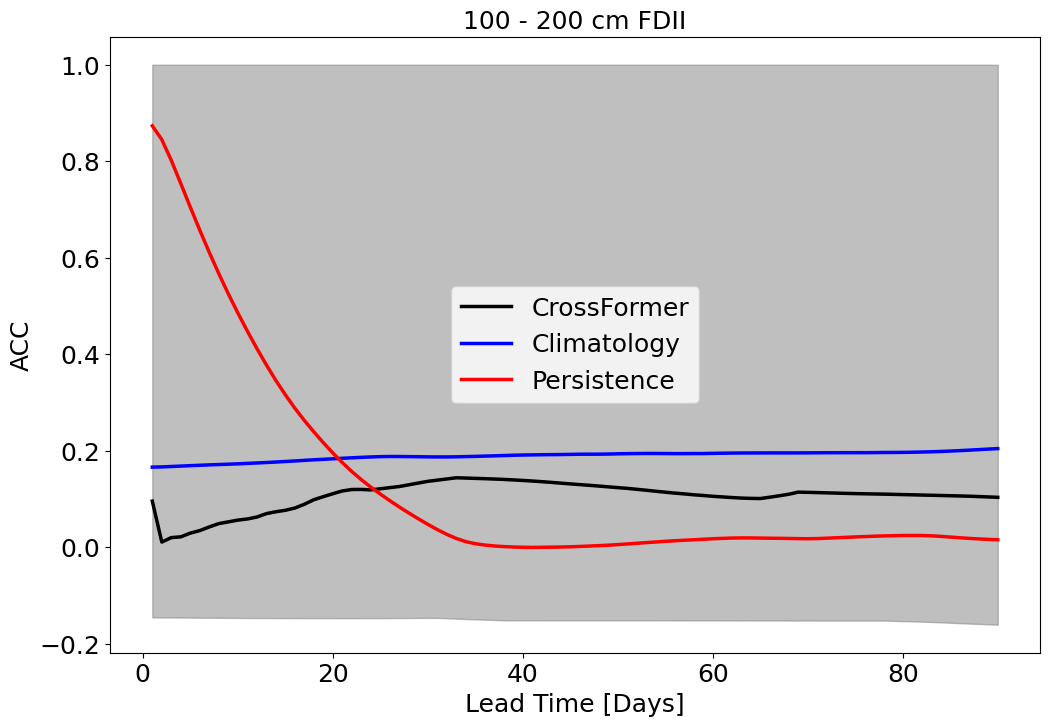 100 - 200 cm FDII
1.0
0.8
0.6
0.4
0.2
0.0
−0.2
ACC
CrossFormer
Climatology
Persistence
0 20 40 60 80
Lead Time [Days]